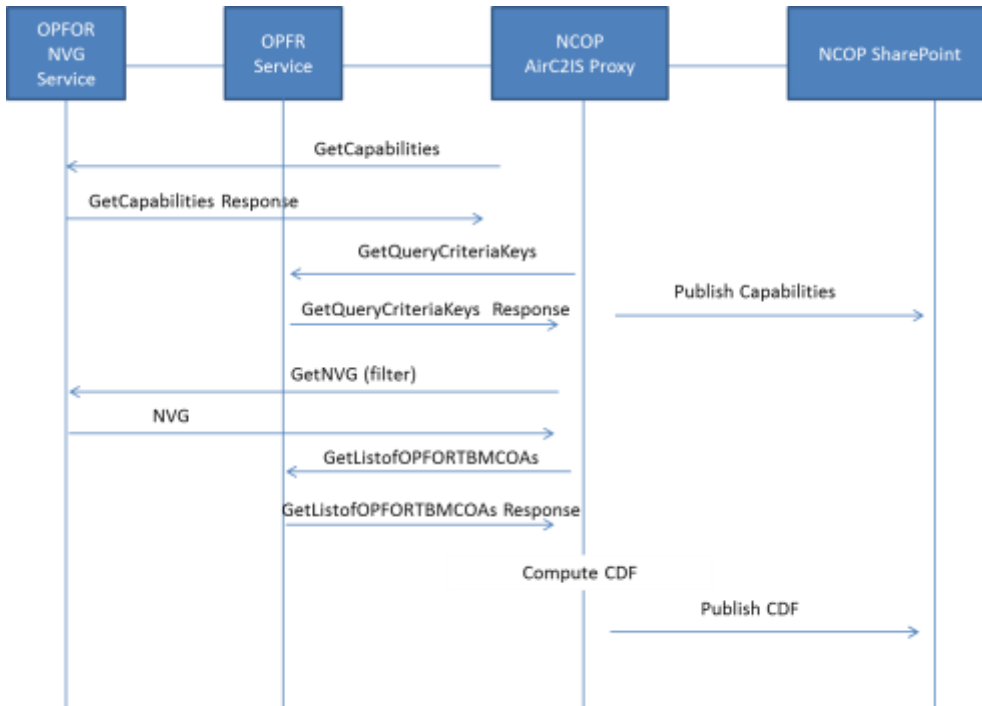 OPFOR
NVG
Service
OPFR
Service
NCOP
AirC2IS Proxy
NCOP SharePoint
GetCapabilities
GetCapabilities Response
GetQueryCriteriaKeys
Publish Capabilities
GetQueryCriteriaKeys Response
GetNVG (filter)
NVG
GetListofOPFORTBMCOAs
GetListofOPFORTBMCOAs Response
Compute CDF
Publish CDF